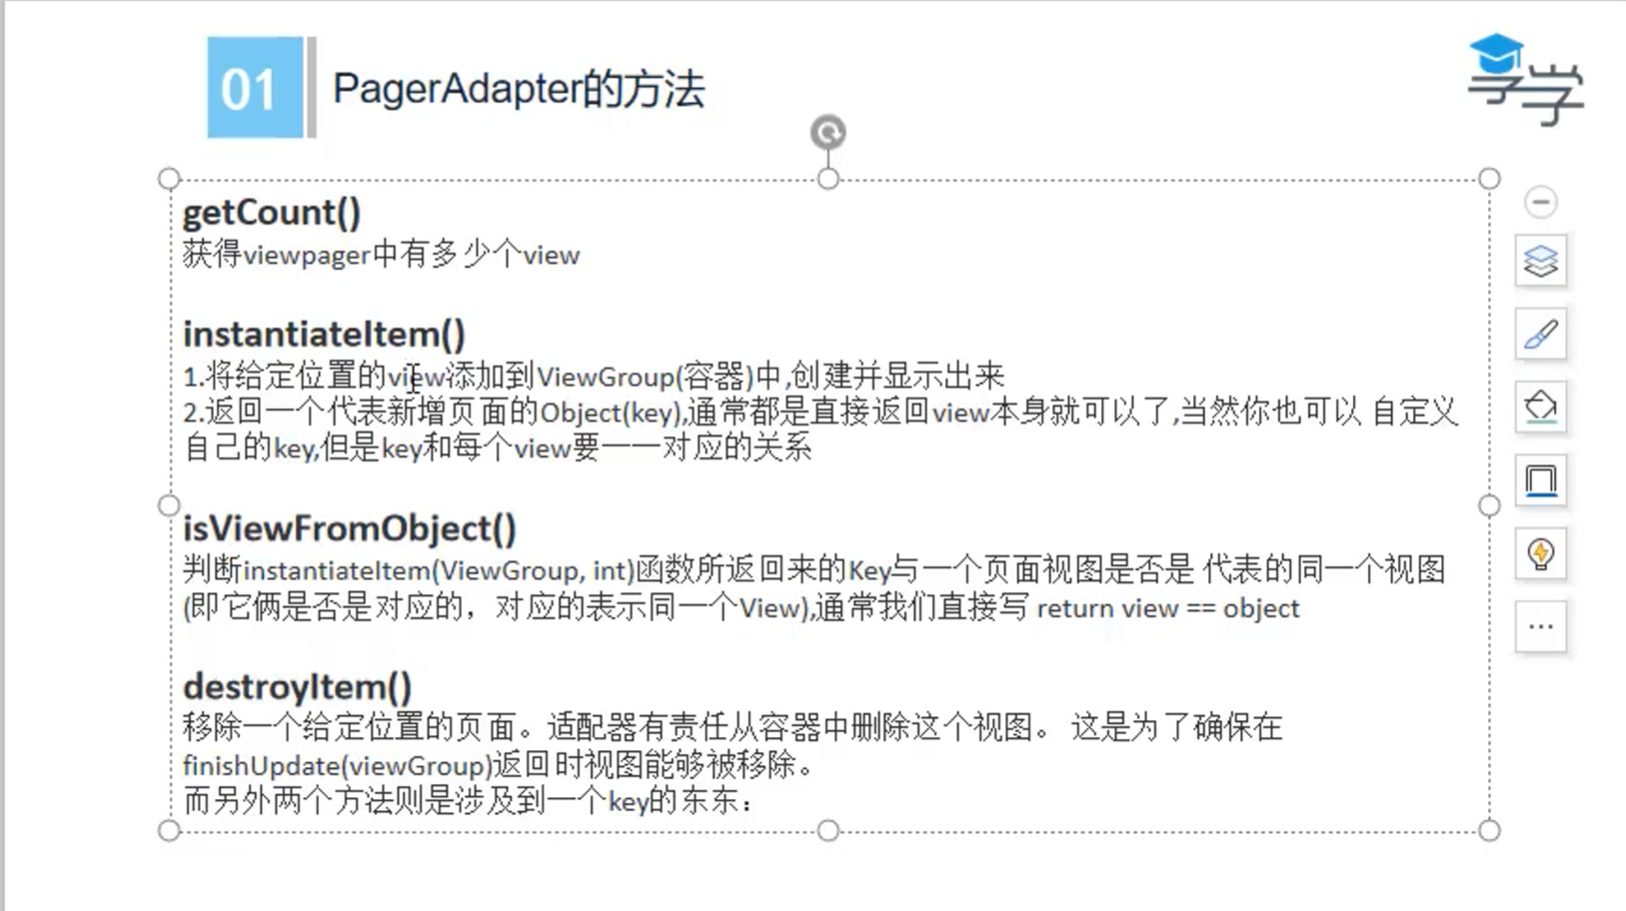 01
PagerAdapter的方法
享学
getCount()
获得viewpager中有多少个view
instantiateItem()
1.将给定位置的view添加到ViewGroup(容器)中,创建并显示出来
2.返回一个代表新增页面的Object(key),通常都是直接返回view本身就可以了,当然你也可以 自定义
自己的key,但是key和每个view要一一对应的关系
isViewFromObject()
判断instantiateItem(ViewGroup, int)函数所返回来的Key与一个页面视图是否是 代表的同一个视图
(即它俩是否是对应的，对应的表示同一个View),通常我们直接写 return view == object
destroyItem()
移除一个给定位置的页面。适配器有责任从容器中删除这个视图。 这是为了确保在
finishUpdate(viewGroup)返回时视图能够被移除。
而另外两个方法则是涉及到一个key的东东：